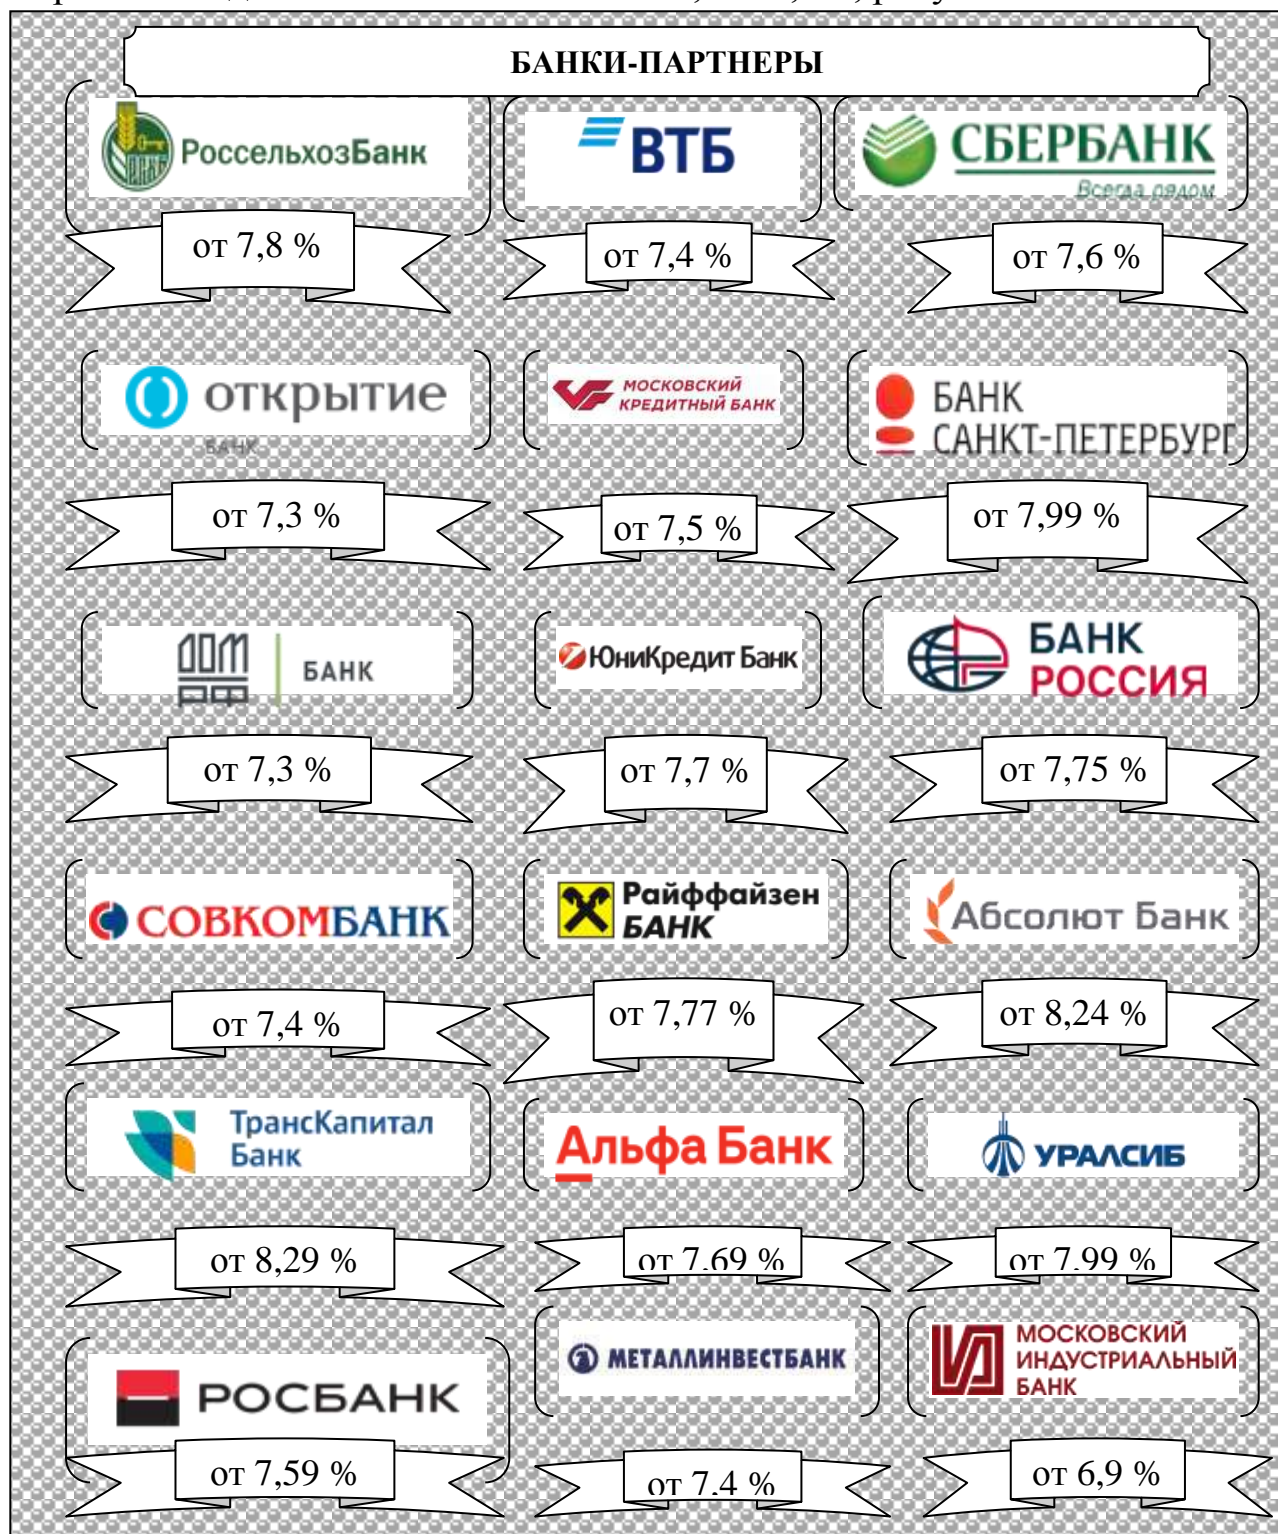 БАНКИ-ПАРТНЕРЫ
РоссельхозБанк
ВТБ
СБЕРБАНК
Всегда рядом
от 7,8 %
от 7,4 %
от 7,6 %
открытие
БАНК
МОСКОВСКИЙ
КРЕДИТНЫЙ БАНК
БАНК
САНКТ-ПЕТЕРБУРГ
от 7,3 %
от 7,5 %
от 7,99 %
ДОМ
РФ
БАНК
ЮниКредит Банк
БАНК
РОССИЯ
от 7,3 %
от 7,7 %
от 7,75 %
СОВКОМБАНК
Райффайзен
БАНК
Абсолют Банк
от 7,4 %
от 7,77 %
от 8,24 %
ТрансКапитал
Банк
Альфа Банк
УРАЛСИБ
от 8,29 %
от 7,69 %
от 7,99 %
РОСБАНК
МЕТАЛЛИНВЕСТБАНК
МОСКОВСКИЙ
ИНДУСТРИАЛЬНЫЙ
БАНК
от 7,59 %
от 7,4 %
от 6,9 %